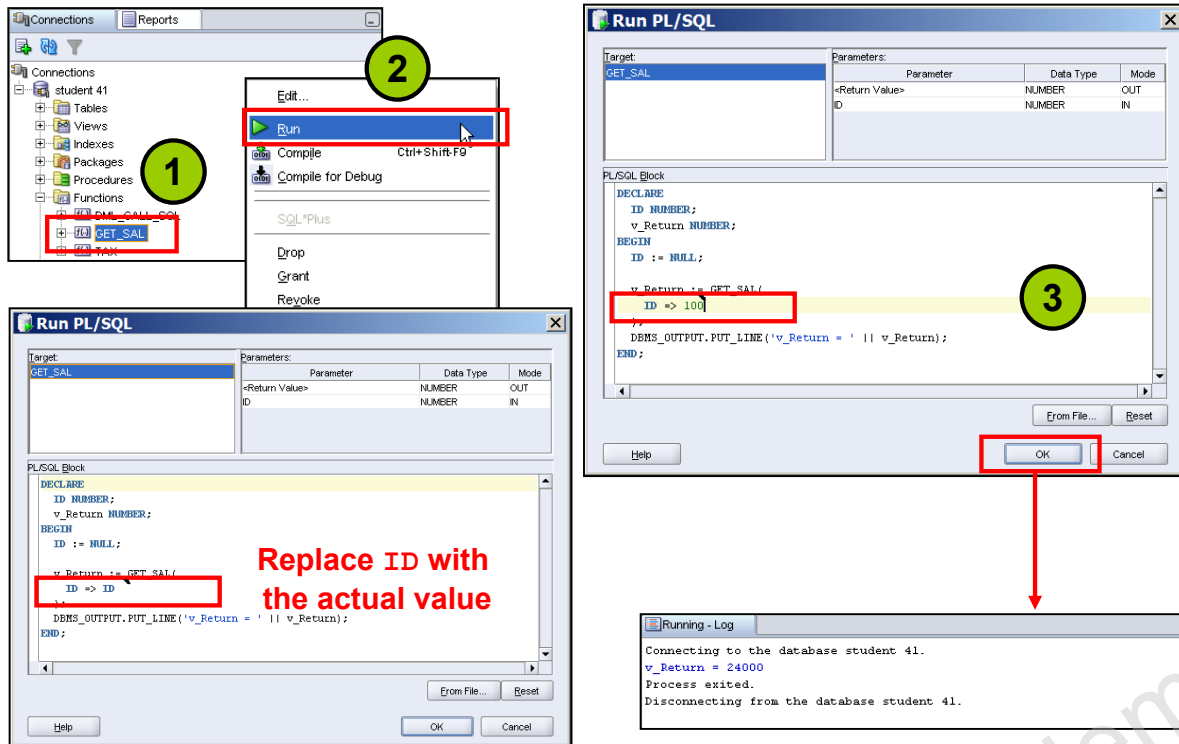 Connections
Reports
Connections
student 41
Tables
Views
Indexes
Packages
Procedures
Functions
DML_CALL_SQL
GET_SAL
TAX
1
2
Edit...
Run
Compile Ctrl+Shift-F9
Compile for Debug
SQL*Plus
Drop
Grant
Revoke
Run PL/SQL
Target:
GET_SAL
Parameters:
Parameter Data Type Mode
<Return Value> NUMBER OUT
ID NUMBER IN
PL/SQL Block
DECLARE
ID NUMBER;
v_Return NUMBER;
BEGIN
ID := NULL;
v_Return := GET_SAL(
ID => ID
);
DBMS_OUTPUT.PUT_LINE('v_Return = ' || v_Return);
END;
Replace ID with
the actual value
From File... Reset
Help OK Cancel
Run PL/SQL
Target:
GET_SAL
Parameters:
Parameter Data Type Mode
<Return Value> NUMBER OUT
ID NUMBER IN
PL/SQL Block
DECLARE
ID NUMBER;
v_Return NUMBER;
BEGIN
ID := NULL;
v_Return := GET_SAL(
ID => 100
);
DBMS_OUTPUT.PUT_LINE('v_Return = ' || v_Return);
END;
3
From File... Reset
Help OK Cancel
Running - Log
Connecting to the database student 41.
v_Return = 24000
Process exited.
Disconnecting from the database student 41.